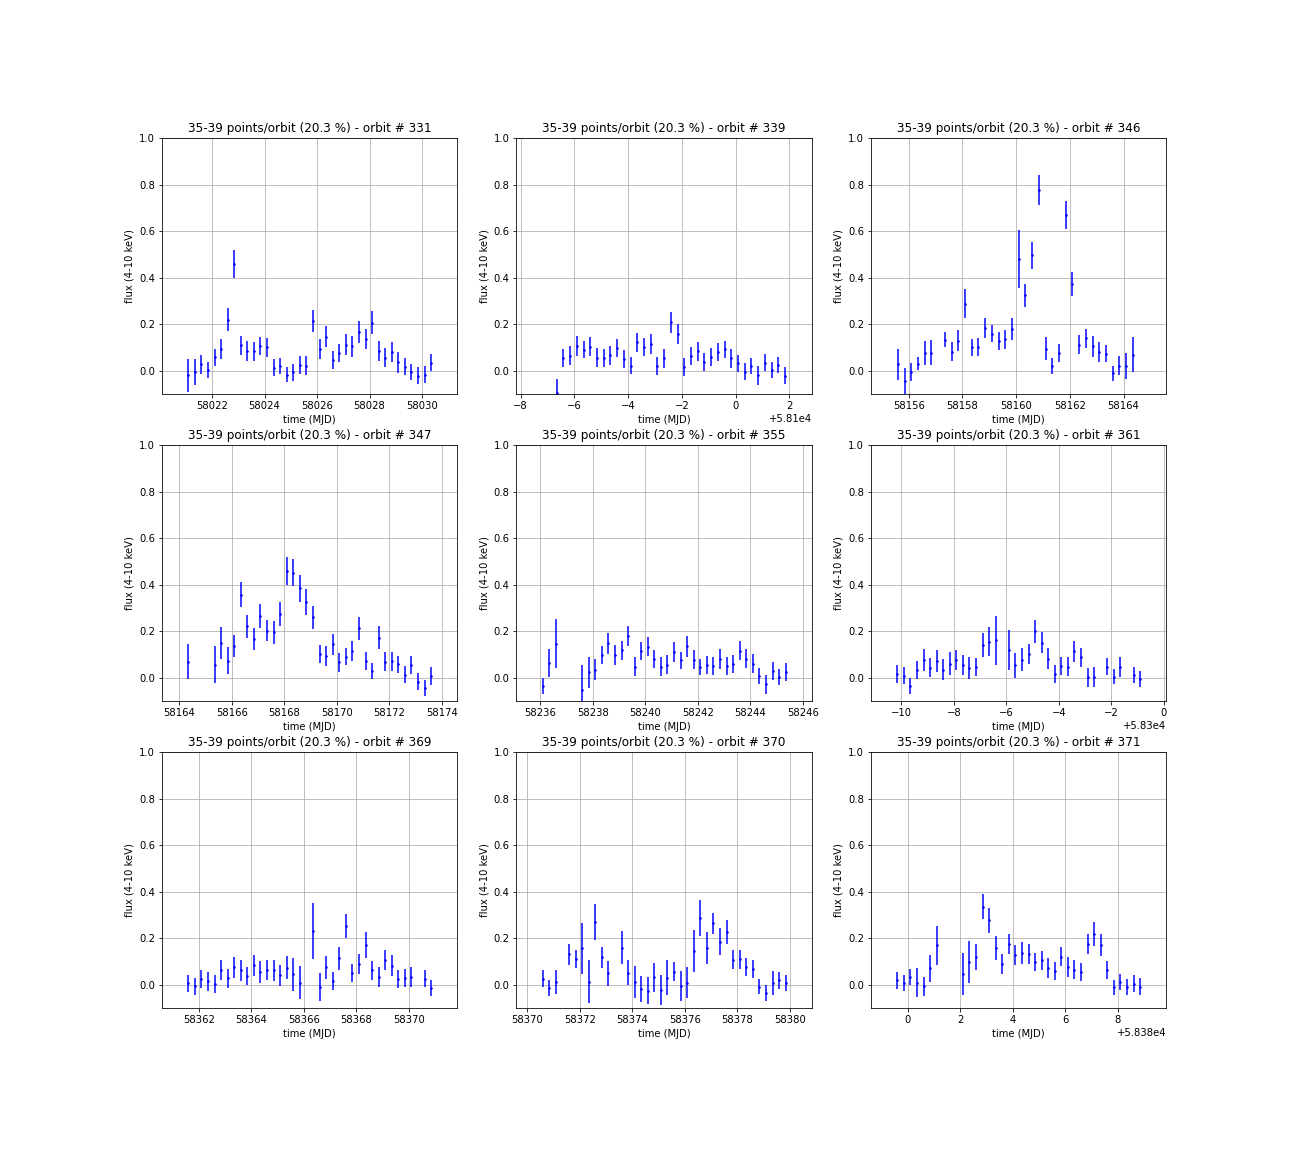 35-39 points/orbit (20.3 %) - orbit # 331
1.0
0.8
0.6
0.4
0.2
0.0
flux (4-10 keV)
58022 58024 58026 58028 58030
time (MJD)
35-39 points/orbit (20.3 %) - orbit # 339
1.0
0.8
0.6
0.4
0.2
0.0
flux (4-10 keV)
−8 −6 −4 −2 0 2
time (MJD)
+5.81e4
35-39 points/orbit (20.3 %) - orbit # 346
1.0
0.8
0.6
0.4
0.2
0.0
flux (4-10 keV)
58156 58158 58160 58162 58164
time (MJD)
35-39 points/orbit (20.3 %) - orbit # 347
1.0
0.8
0.6
0.4
0.2
0.0
flux (4-10 keV)
58164 58166 58168 58170 58172 58174
time (MJD)
35-39 points/orbit (20.3 %) - orbit # 355
1.0
0.8
0.6
0.4
0.2
0.0
flux (4-10 keV)
58236 58238 58240 58242 58244 58246
time (MJD)
35-39 points/orbit (20.3 %) - orbit # 361
1.0
0.8
0.6
0.4
0.2
0.0
flux (4-10 keV)
−10 −8 −6 −4 −2 0
time (MJD)
+5.83e4
35-39 points/orbit (20.3 %) - orbit # 369
1.0
0.8
0.6
0.4
0.2
0.0
flux (4-10 keV)
58362 58364 58366 58368 58370
time (MJD)
35-39 points/orbit (20.3 %) - orbit # 370
1.0
0.8
0.6
0.4
0.2
0.0
flux (4-10 keV)
58370 58372 58374 58376 58378 58380
time (MJD)
35-39 points/orbit (20.3 %) - orbit # 371
1.0
0.8
0.6
0.4
0.2
0.0
flux (4-10 keV)
0 2 4 6 8
time (MJD)
+5.838e4